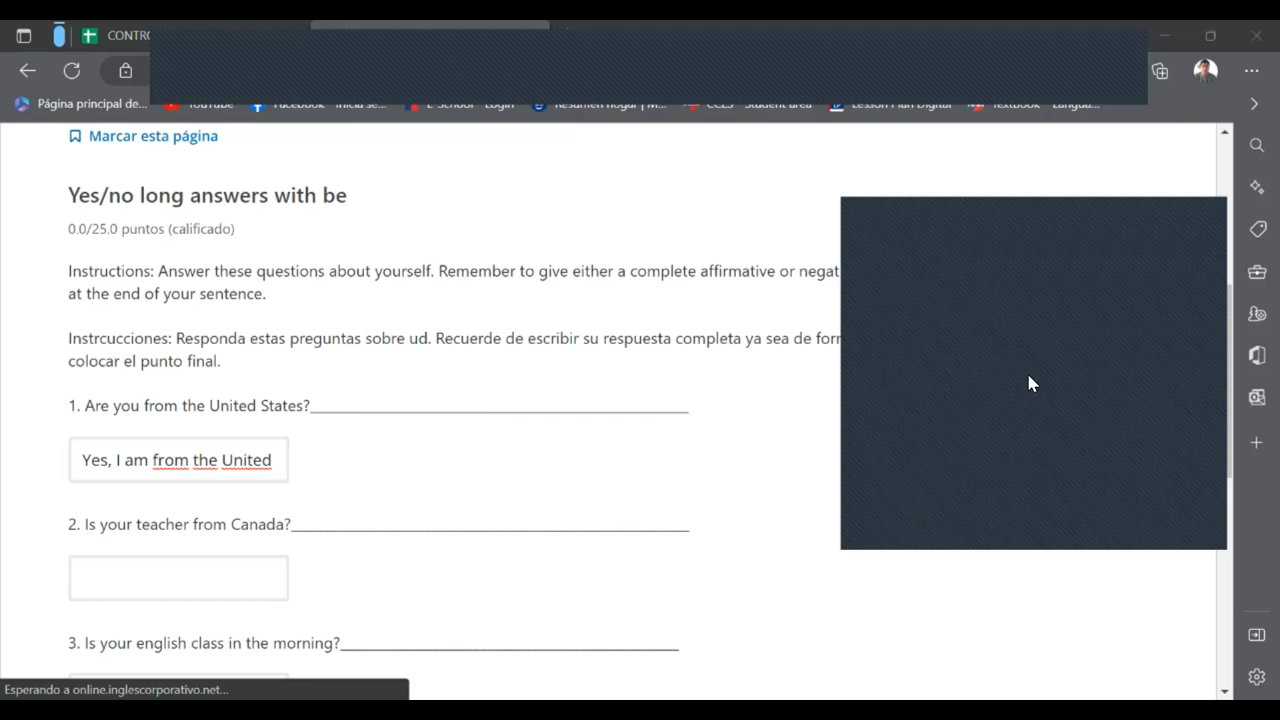 CONTRO
Página principal de... YouTube Facebook - Inicia se... E-School - Login Resumen Hogar | M... CCES - Student area Lesson Plan Digital Textbook - Langua...
Marcar esta página
Yes/no long answers with be
0.0/25.0 puntos (calificado)
Instructions: Answer these questions about yourself. Remember to give either a complete affirmative or negat
at the end of your sentence.
Instrcucciones: Responda estas preguntas sobre ud. Recuerde de escribir su respuesta completa ya sea de forr
colocar el punto final.
1. Are you from the United States?
Yes, I am from the United
2. Is your teacher from Canada?
3. Is your english class in the morning?
Esperando a online.inglescorporativo.net...